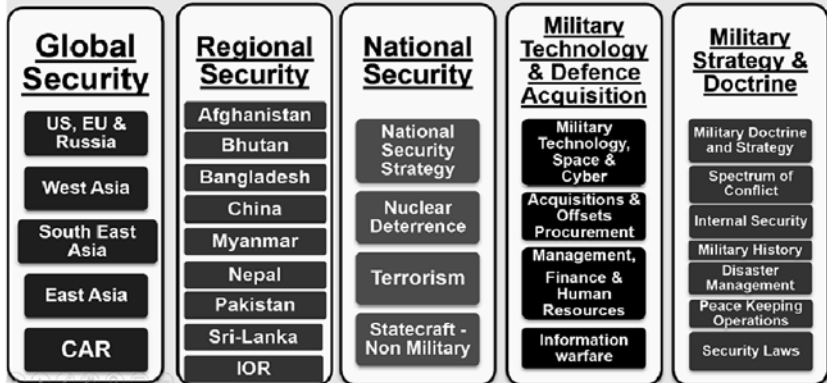 Global
Security
US, EU &
Russia
West Asia
South East
Asia
East Asia
CAR
Regional
Security
Afghanistan
Bhutan
Bangladesh
China
Myanmar
Nepal
Pakistan
Sri-Lanka
IOR
National
Security
National
Security
Strategy
Nuclear
Deterrence
Terrorism
Statecraft -
Non Military
Military
Technology
& Defence
Acquisition
Military
Technology,
Space &
Cyber
Acquisitions &
Offsets
Procurement
Management,
Finance &
Human
Resources
Information
warfare
Military
Strategy &
Doctrine
Military Doctrine
and Strategy
Spectrum of
Conflict
Internal Security
Military History
Disaster
Management
Peace Keeping
Operations
Security Laws